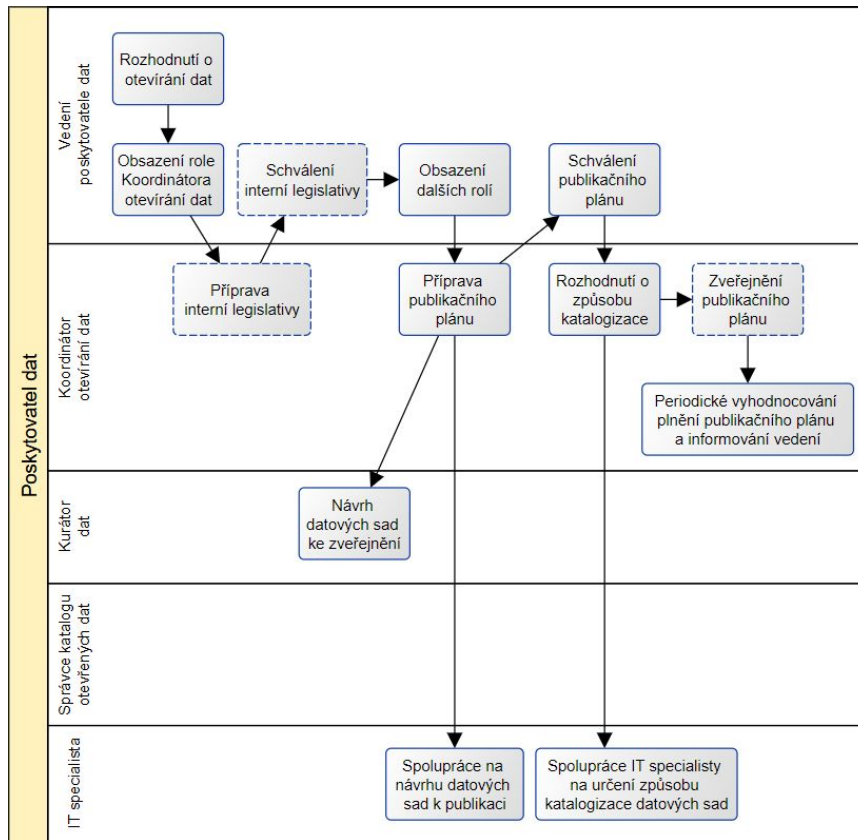 Poskytovatel dat
Vedení
poskytovatele dat
Rozhodnutí o
otevírání dat
Obsazení role
Koordinátora
otevírání dat
Schválení
interní legislativy
Obsazení
dalších rolí
Schválení
publikačního
plánu
Koordinátor
otevírání dat
Příprava
interní legislativy
Příprava
publikačního
plánu
Rozhodnutí o
způsobu
katalogizace
Zveřejnění
publikačního
plánu
Periodické vyhodnocování
plnění publikačního plánu
a informování vedení
Kurátor
dat
Návrh
datových sad
ke zveřejnění
Správce katalogu
otevřených dat
IT specialista
Spolupráce na
návrhu datových
sad k publikaci
Spolupráce IT specialisty
na určení způsobu
katalogizace datových sad